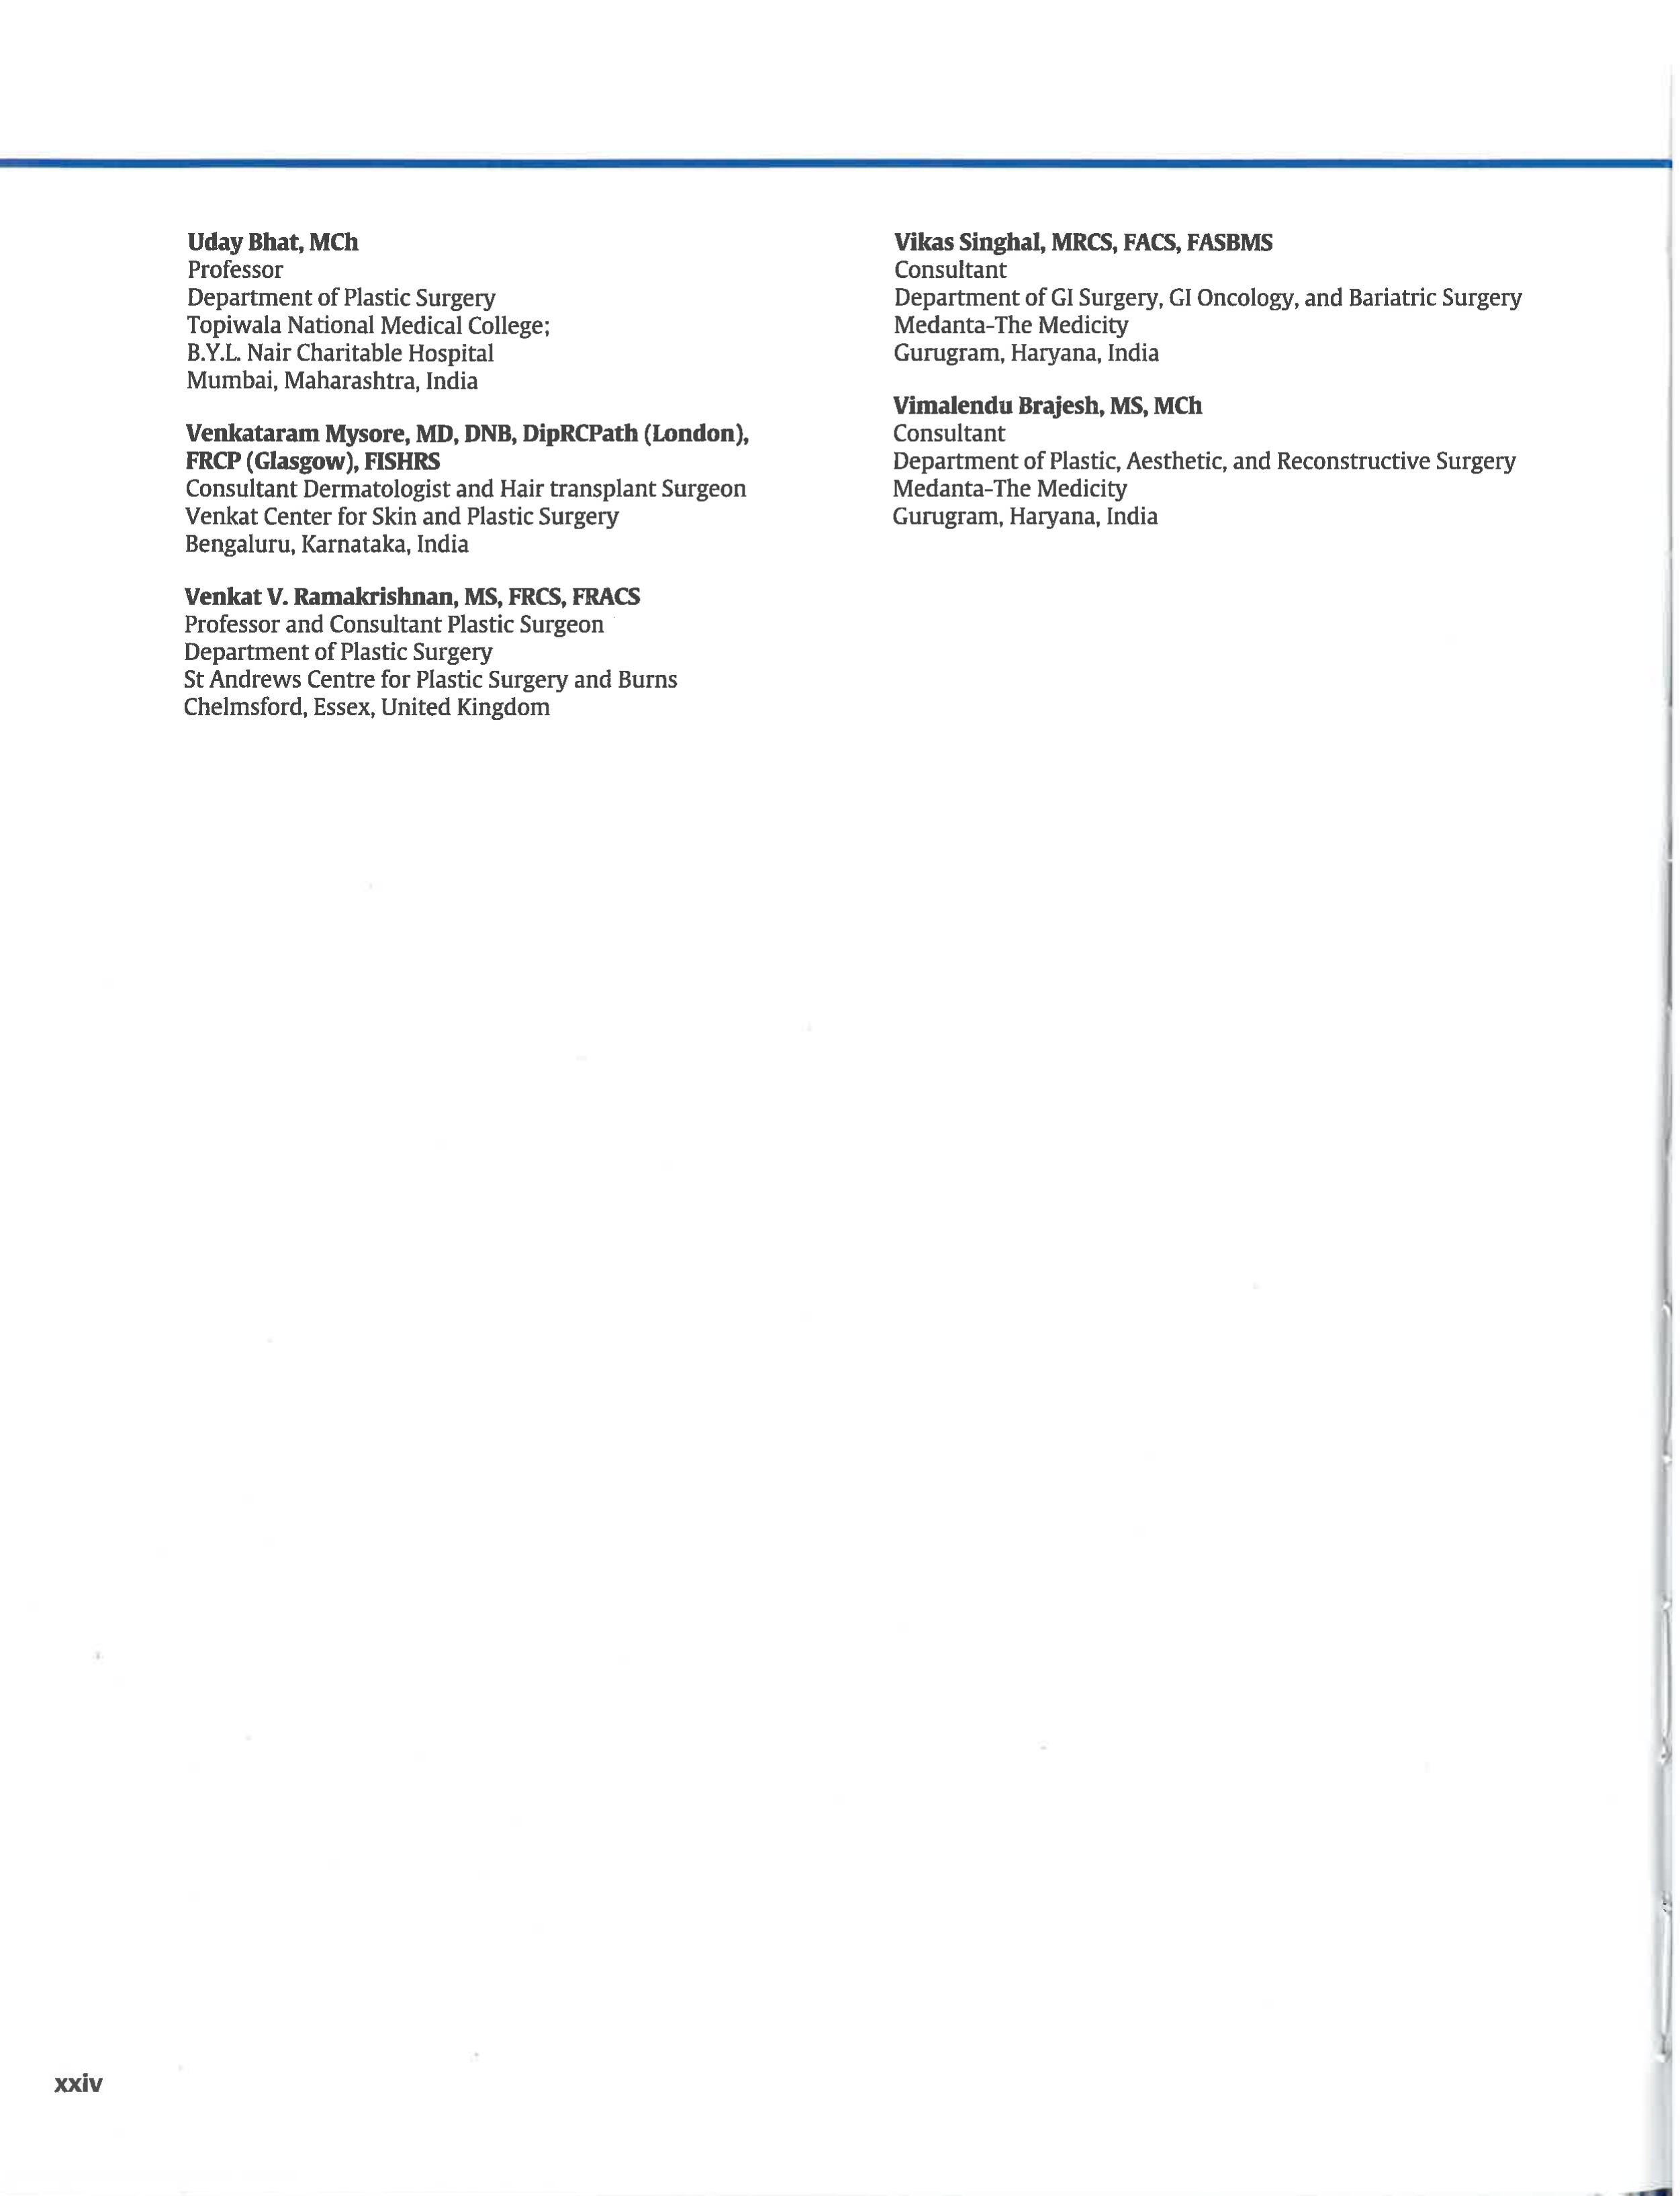 Uday Bhat, MCh
Professor
Department of Plastic Surgery
Topiwala National Medical College;
B.Y.L. Nair Charitable Hospital
Mumbai, Maharashtra, India
Venkataram Mysore, MD, DNB, DipRCPath (London),
FRCP (Glasgow), FISHRS
Consultant Dermatologist and Hair transplant Surgeon
Venkat Center for Skin and Plastic Surgery
Bengaluru, Karnataka, India
Venkat V. Ramakrishnan, MS, FRCS, FRACS
Professor and Consultant Plastic Surgeon
Department of Plastic Surgery
St Andrews Centre for Plastic Surgery and Burns
Chelmsford, Essex, United Kingdom
Vikas Singhal, MRCS, FACS, FASBMS
Consultant
Department of GI Surgery, GI Oncology, and Bariatric Surgery
Medanta-The Medicity
Gurugram, Haryana, India
Vimalendu Brajesh, MS, MCh
Consultant
Department of Plastic, Aesthetic, and Reconstructive Surgery
Medanta-The Medicity
Gurugram, Haryana, India
xxiv